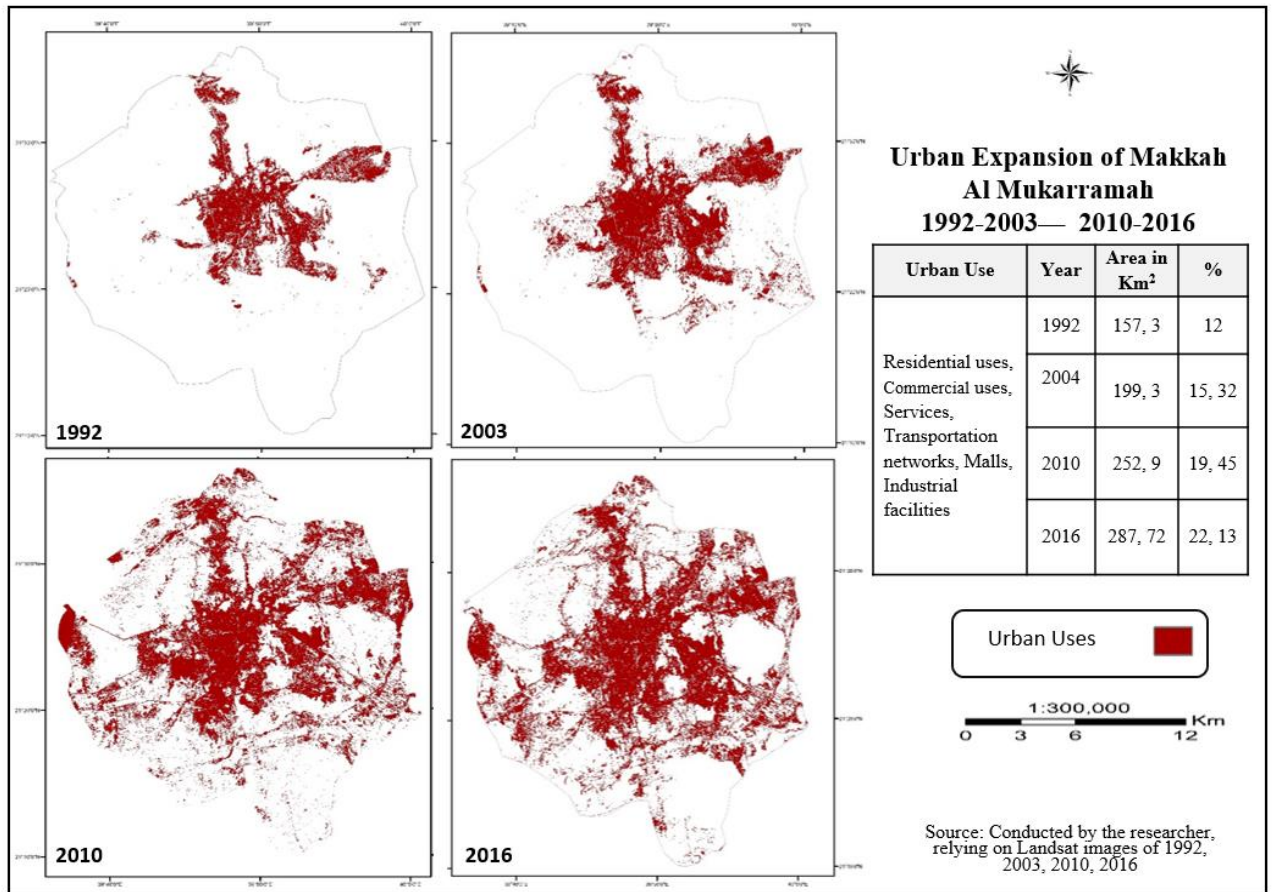 1992
2003
2010
2016
Urban Expansion of Makkah
Al Mukarramah
1992-2003— 2010-2016
Urban Use Year Area in Km² %
Residential uses,
Commercial uses,
Services,
Transportation
networks, Malls,
Industrial
facilities
1992 157, 3 12
2004 199, 3 15, 32
2010 252, 9 19, 45
2016 287, 72 22, 13
Urban Uses
1:300,000
Km
0 3 6 12
Source: Conducted by the researcher,
relying on Landsat images of 1992,
2003, 2010, 2016